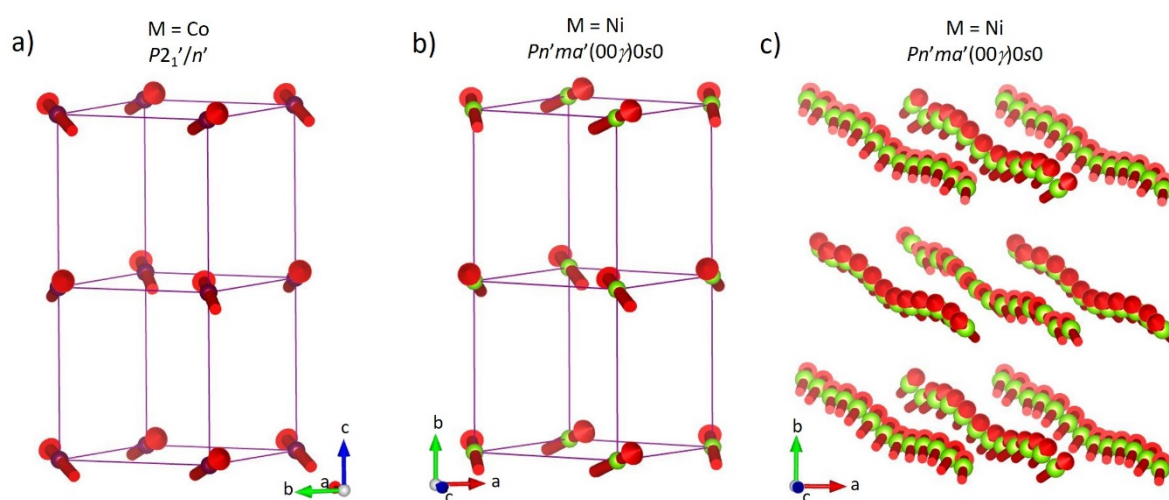 a)
M = Co
P2₁'/n'
b)
M = Ni
Pn'ma'(00γ)0s0
c)
M = Ni
Pn'ma'(00γ)0s0
c
a
b
b
a
c
b
a
c